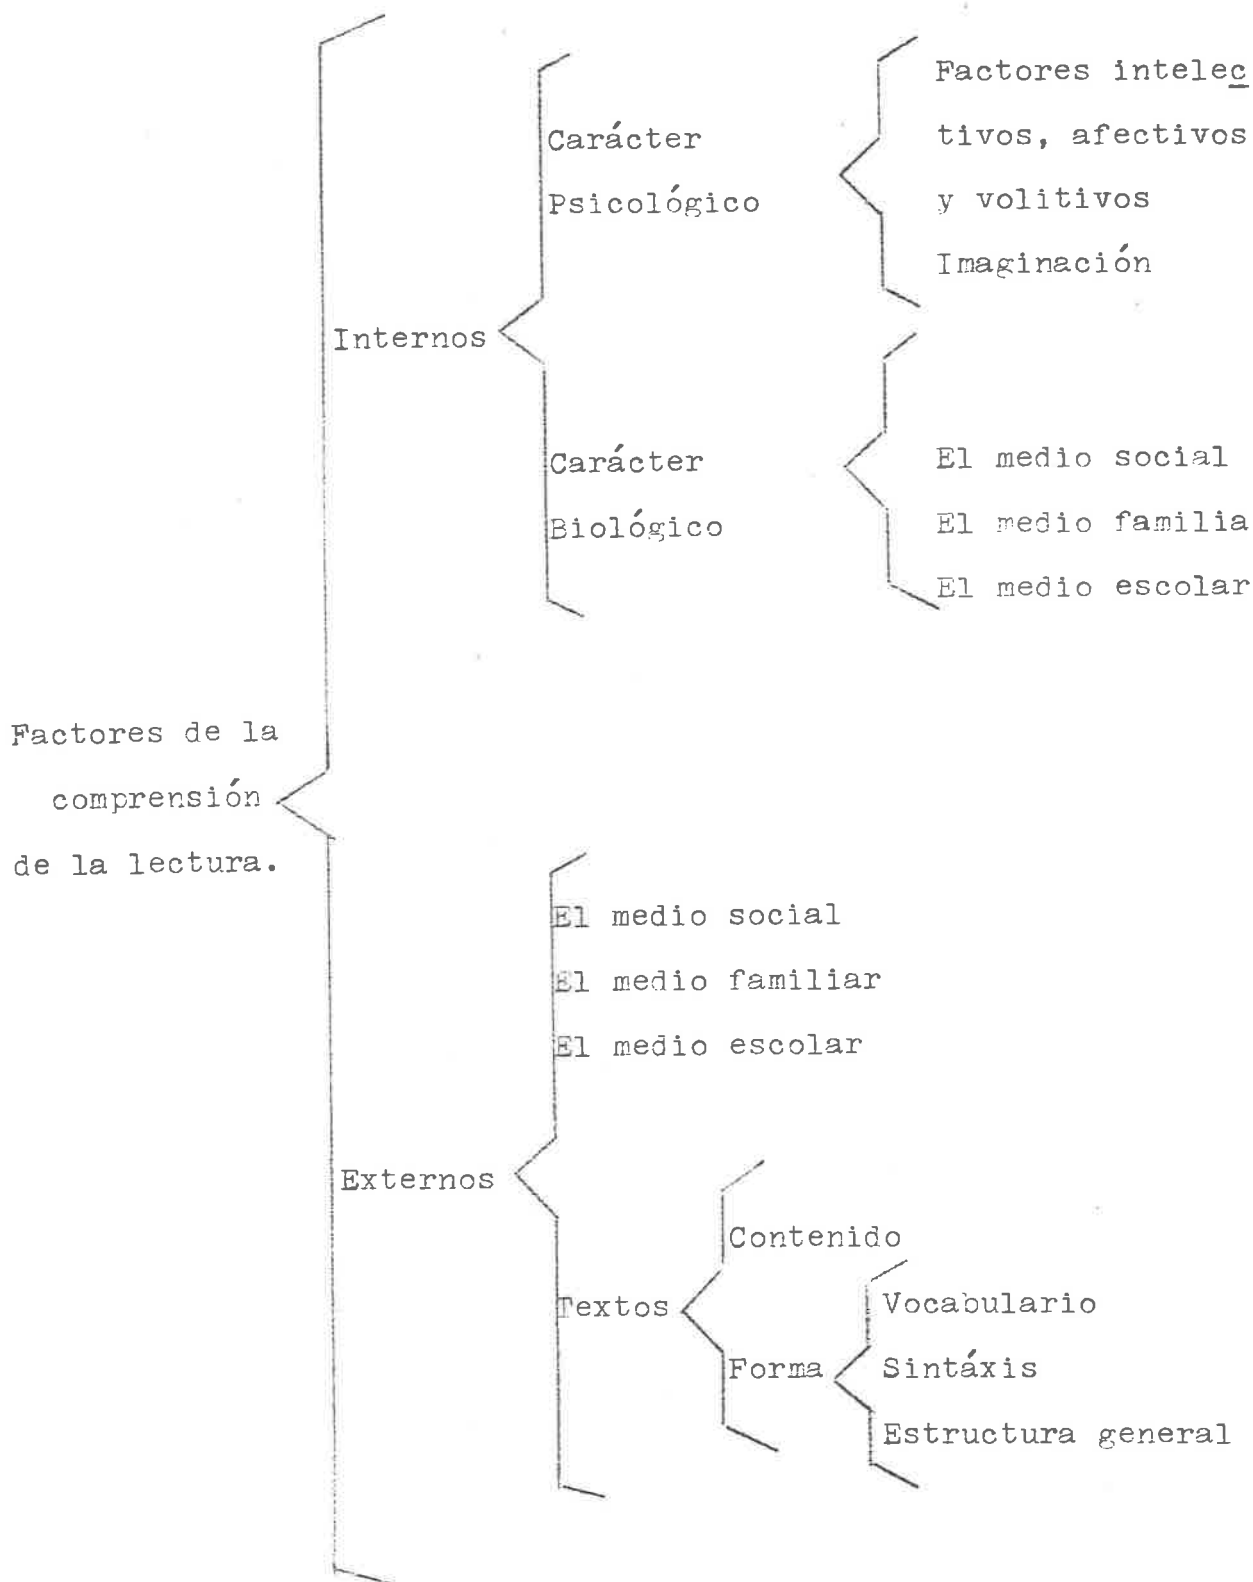 Factores intelec
tivos, afectivos
y volitivos
Imaginación
Carácter
Psicológico
Internos
Carácter
Biológico
El medio social
El medio familia
El medio escolar
Factores de la
comprensión
de la lectura.
El medio social
El medio familiar
El medio escolar
Externos
Textos
Contenido
Forma
Vocabulario
Sintáxis
Estructura general